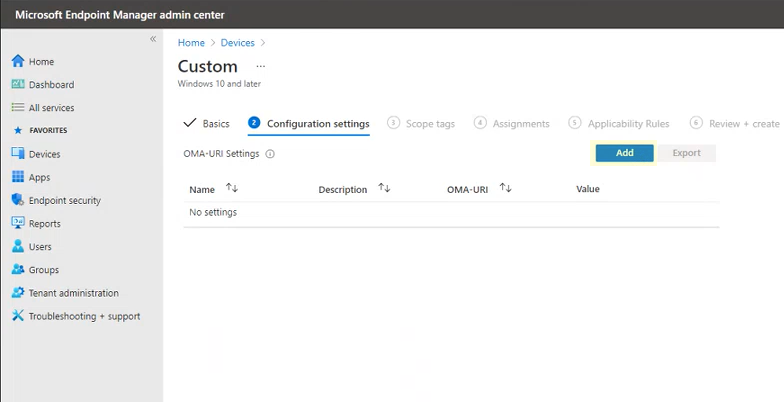 Microsoft Endpoint Manager admin center
«
Home
Dashboard
All services
FAVORITES
Devices
Apps
Endpoint security
Reports
Users
Groups
Tenant administration
Troubleshooting + support
Home > Devices >
Custom ...
Windows 10 and later
Basics 2 Configuration settings 3 Scope tags 4 Assignments 5 Applicability Rules 6 Review + create
OMA-URI Settings
Add Export
Name Description OMA-URI Value
No settings